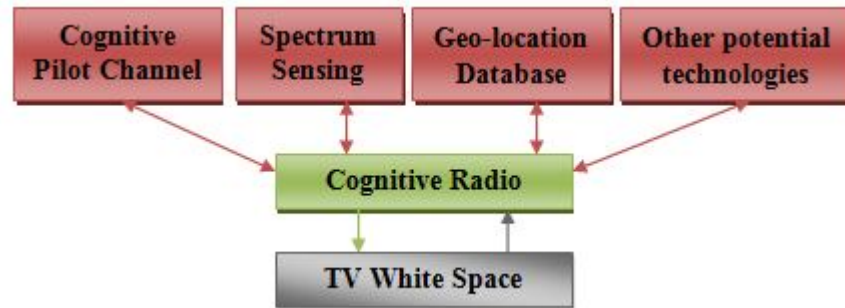 Cognitive
Pilot Channel
Spectrum
Sensing
Geo-location
Database
Other potential
technologies
Cognitive Radio
TV White Space